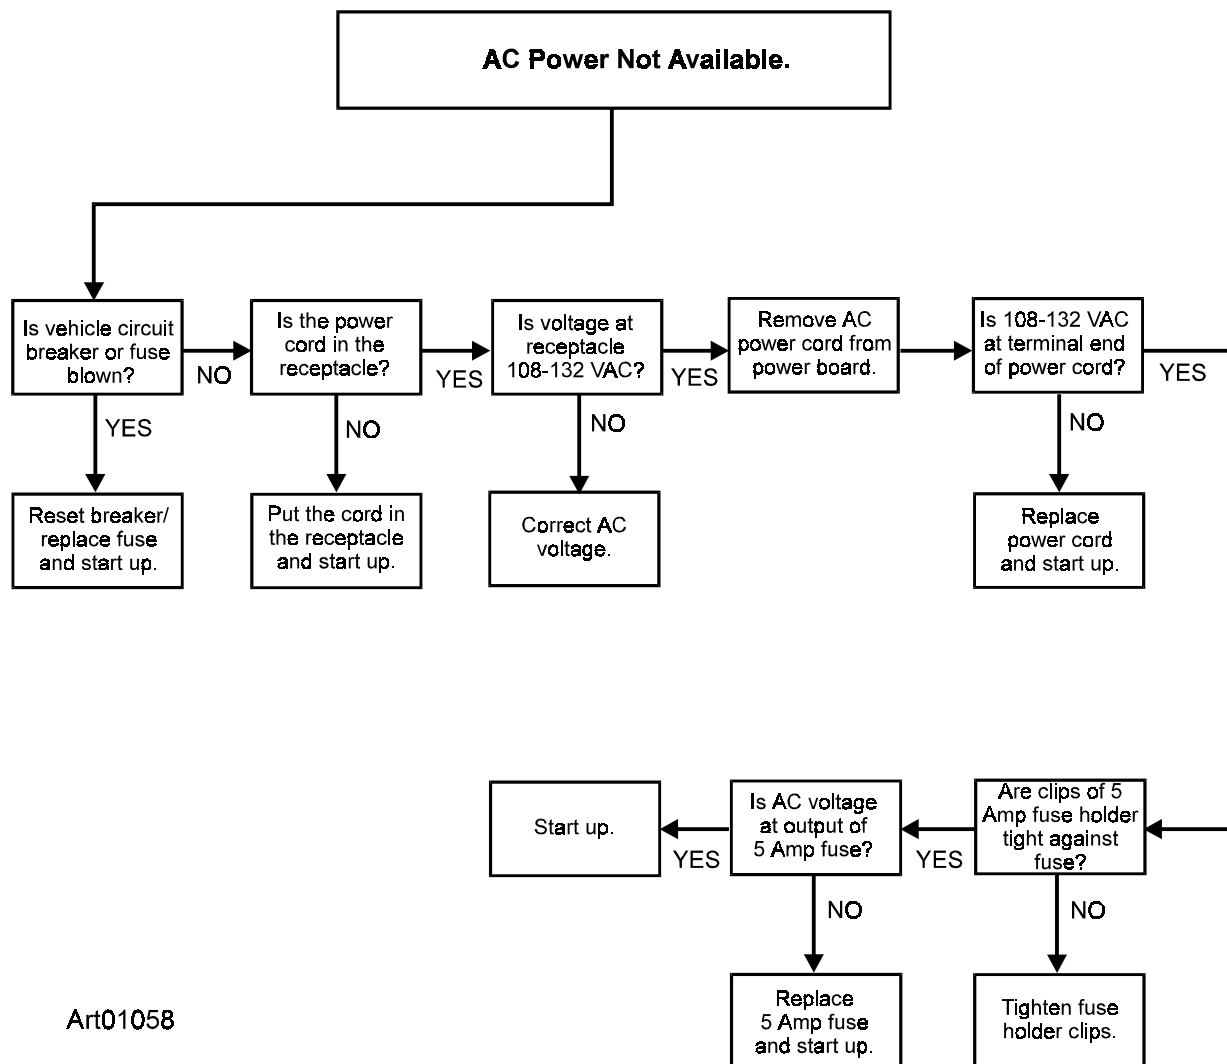 AC Power Not Available.
Is vehicle circuit
breaker or fuse
blown?
NO
YES
Reset breaker/
replace fuse
and start up.
Is the power
cord in the
receptacle?
YES
NO
Put the cord in
the receptacle
and start up.
Is voltage at
receptacle
108-132 VAC?
YES
NO
Correct AC
voltage.
Remove AC
power cord from
power board.
Is 108-132 VAC
at terminal end
of power cord?
YES
NO
Replace
power cord
and start up.
Are clips of 5
Amp fuse holder
tight against
fuse?
YES
NO
Tighten fuse
holder clips.
Is AC voltage
at output of
5 Amp fuse?
YES
NO
Replace
5 Amp fuse
and start up.
Start up.
Art01058